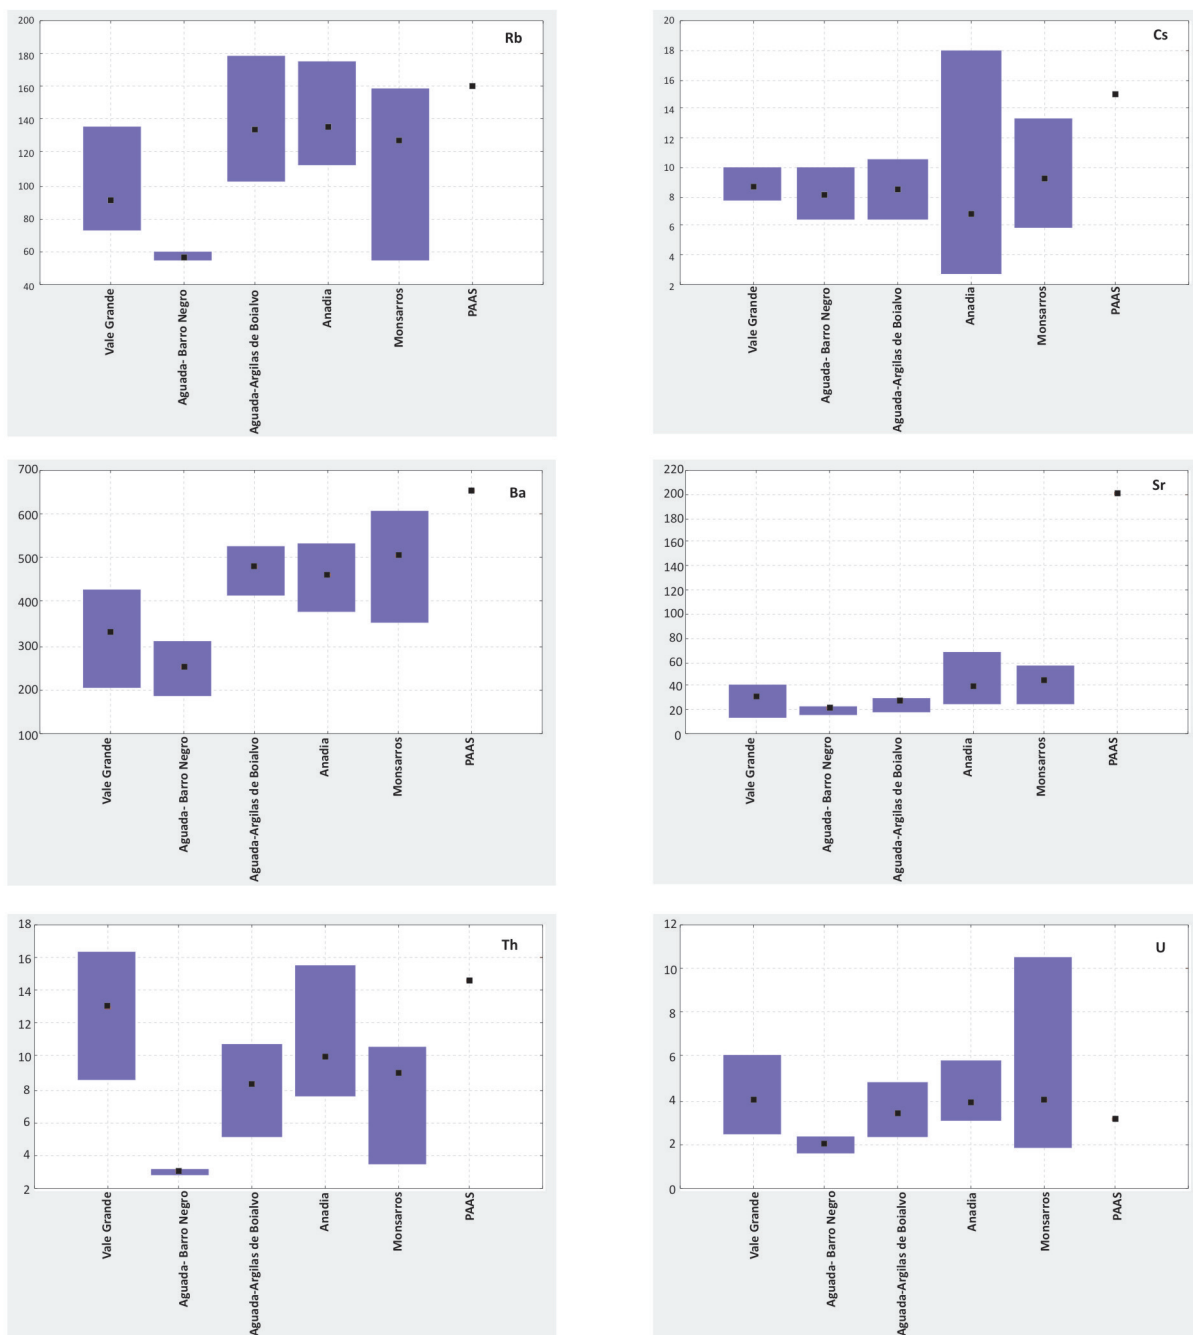 Rb
200
180
160
140
120
100
80
60
40
Vale Grande
Aguada- Barro Negro
Aguada-Argilas de Boialvo
Anadia
Monsarros
PAAS
Cs
20
18
16
14
12
10
8
6
4
2
Vale Grande
Aguada- Barro Negro
Aguada-Argilas de Boialvo
Anadia
Monsarros
PAAS
Ba
700
600
500
400
300
200
100
Vale Grande
Aguada- Barro Negro
Aguada-Argilas de Boialvo
Anadia
Monsarros
PAAS
Sr
220
200
180
160
140
120
100
80
60
40
20
0
Vale Grande
Aguada- Barro Negro
Aguada-Argilas de Boialvo
Anadia
Monsarros
PAAS
Th
18
16
14
12
10
8
6
4
2
Vale Grande
Aguada- Barro Negro
Aguada-Argilas de Boialvo
Anadia
Monsarros
PAAS
U
12
10
8
6
4
2
0
Vale Grande
Aguada- Barro Negro
Aguada-Argilas de Boialvo
Anadia
Monsarros
PAAS